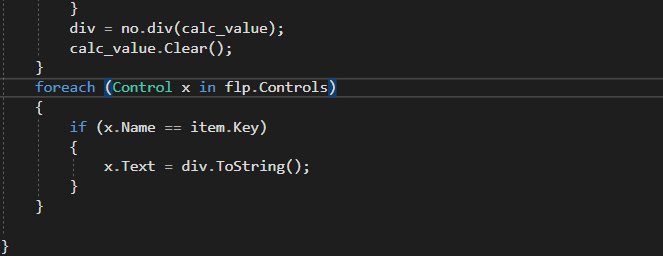 }
div = no.div(calc_value);
calc_value.Clear();
}
foreach (Control x in flp.Controls)
{
if (x.Name == item.Key)
{
x.Text = div.ToString();
}
}
}